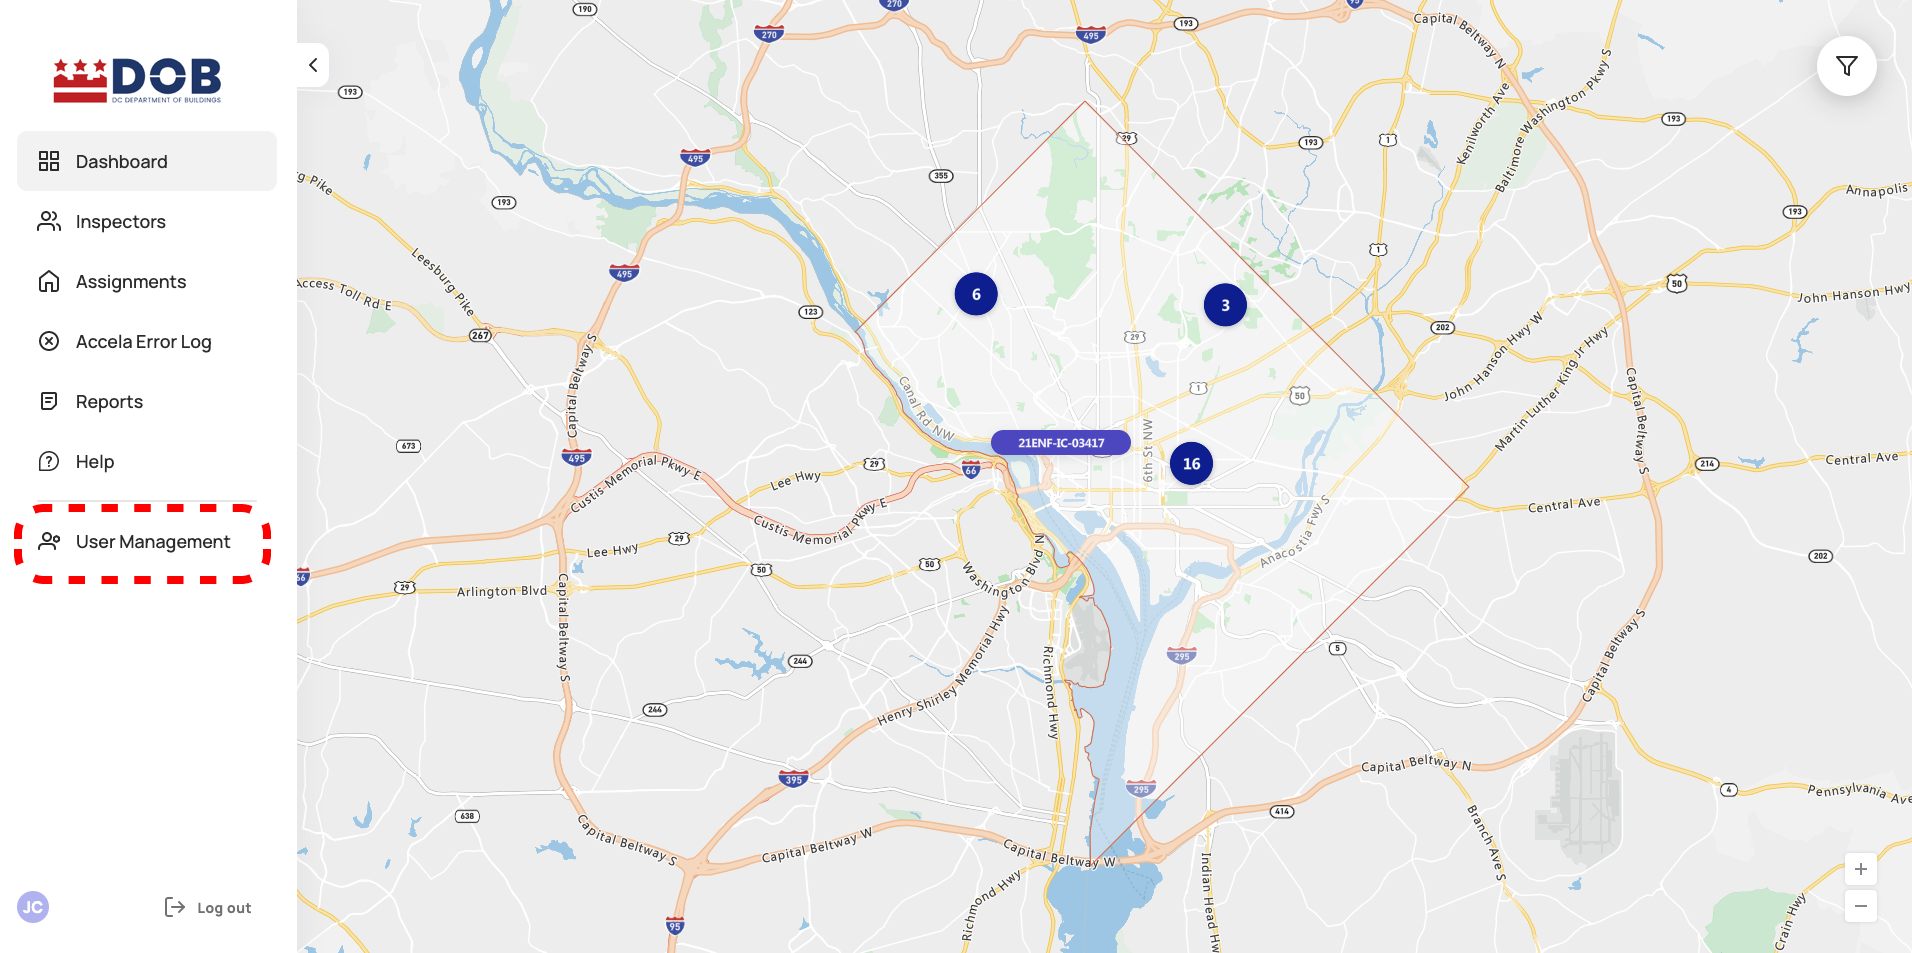 DOB
DC DEPARTMENT OF BUILDINGS
Dashboard
Inspectors
Assignments
Accela Error Log
Reports
Help
User Management
JC
Log out
190
270
270
495
193
95
Capital Beltway N
193
193
193
495
355
29
193
1
Kenilworth Ave
Baltimore Washington Pkwy S
193
Annapolis
193
193
g Pike
Leesburg Pike
495
1
50
John Hanson Hwy
Access Toll Rd E
6
3
123
267
29
202
John Hanson Hwy W
Martin Luther King Jr Hwy
Capital Beltway S
Canal Rd NW
1
50
Capital Beltway S
673
495
21ENF-IC-03417
6th St NW
16
66
29
Lee Hwy
Custis Memorial Pkwy E
Custis Memorial Pkwy E
214
Central Ave
Central Ave
Anacostia Fwy S
29
Lee Hwy
50
50
Washington Blvd N
202
66
29
Arlington Blvd
Capital Beltway S
244
244
Henry Shirley Memorial Hwy
Richmond Hwy
295
5
Capital Beltway S
395
295
Capital Beltway N
4
Pennsylvania Ave
414
Branch Ave S
638
Capital Beltway S
Capital Beltway W
Capital Beltway W
Indian Head Hw
Richmond Hwy
95
Crain Hwy